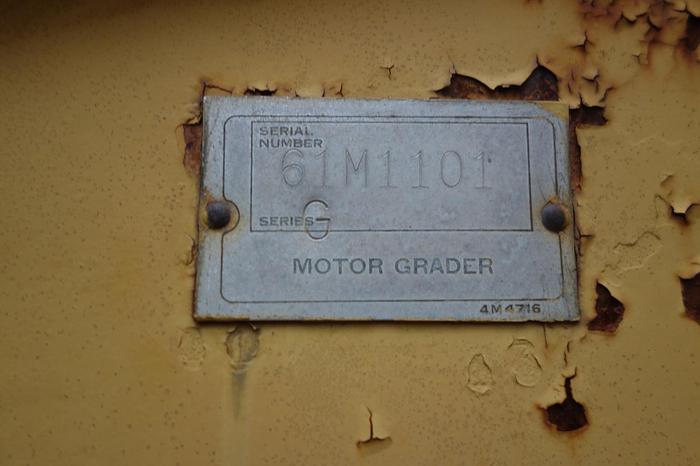 SERIAL
NUMBER
61M1101
SERIES G
MOTOR GRADER
4M4716